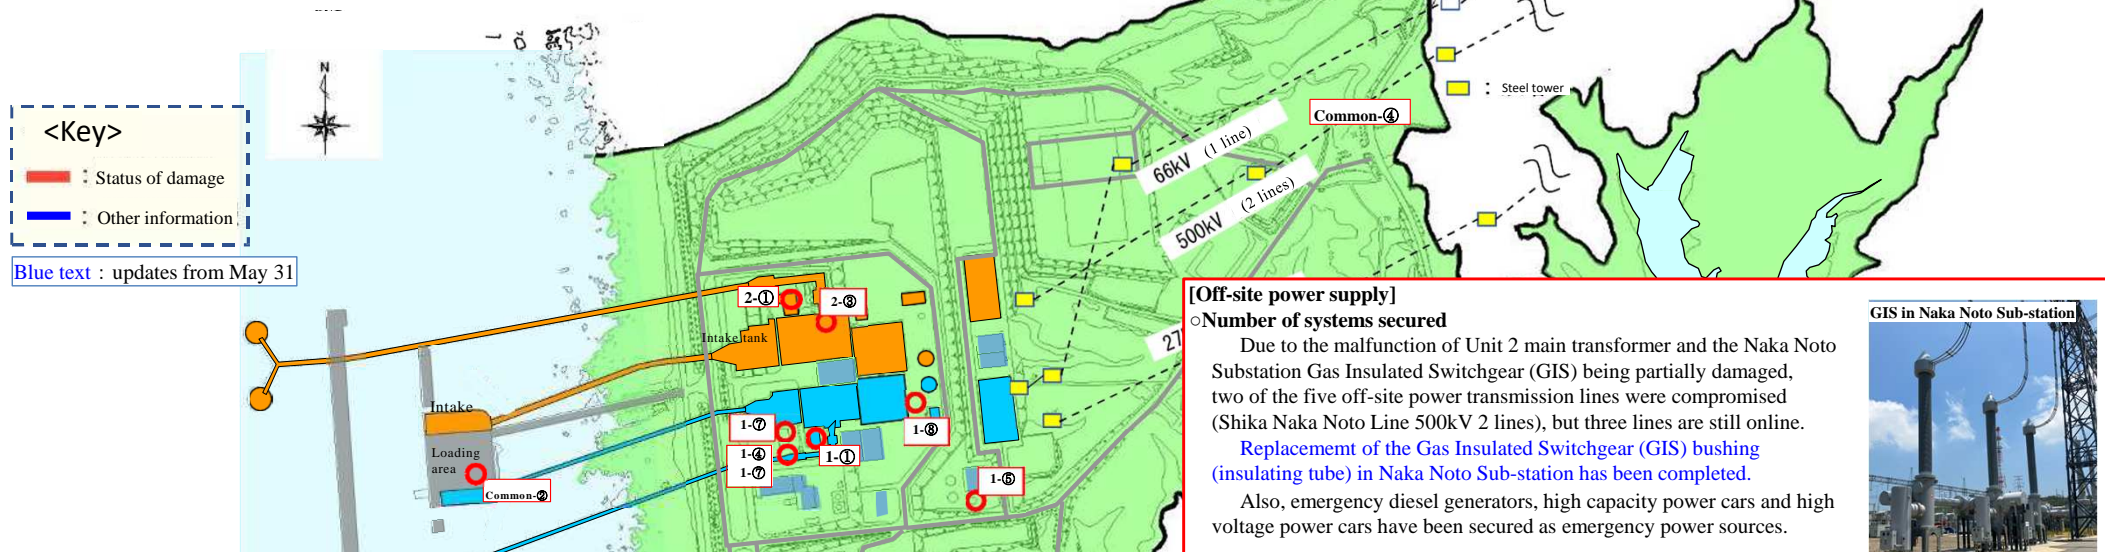 N
<Key>
: Status of damage
: Other information
Blue text : updates from May 31
: Steel tower
Common-④
66kV (1 line)
500kV (2 lines)
27
2-①
2-③
Intake tank
Intake
Loading
area
Common-②
1-⑦
1-④
1-⑦
1-①
1-⑧
1-⑤
[Off-site power supply]
○Number of systems secured
Due to the malfunction of Unit 2 main transformer and the Naka Noto
Substation Gas Insulated Switchgear (GIS) being partially damaged,
two of the five off-site power transmission lines were compromised
(Shika Naka Noto Line 500kV 2 lines), but three lines are still online.
Replacememt of the Gas Insulated Switchgear (GIS) bushing
(insulating tube) in Naka Noto Sub-station has been completed.
Also, emergency diesel generators, high capacity power cars and high
voltage power cars have been secured as emergency power sources.
GIS in Naka Noto Sub-station